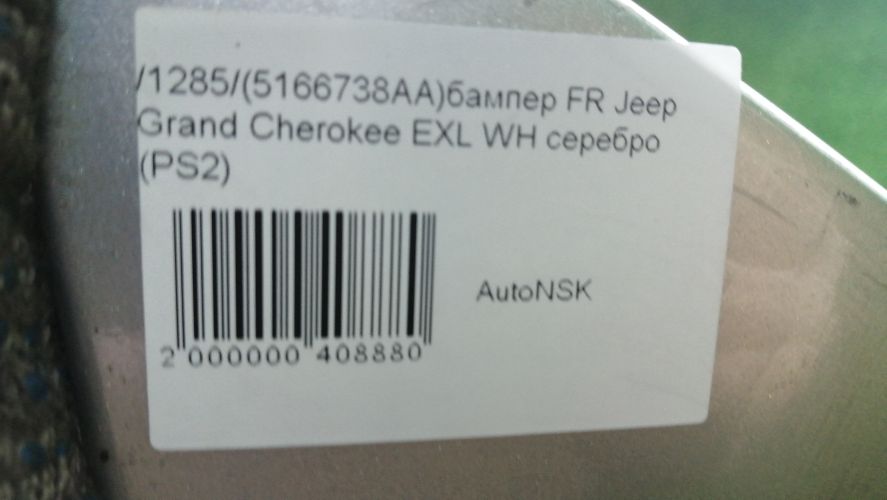 /1285/(5166738AA)бампер FR Jeep
Grand Cherokee EXL WH серебро
(PS2)
AutoNSK
2 000000 408880